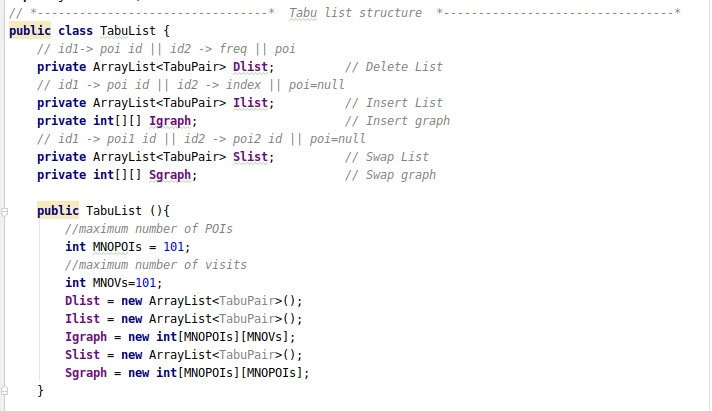 // *---------------------------------*  Tabu list structure  *---------------------------------*
public class TabuList {
// id1-> poi id || id2 -> freq || poi
private ArrayList<TabuPair> Dlist;          // Delete List
// id1 -> poi id || id2 -> index || poi=null
private ArrayList<TabuPair> Ilist;          // Insert List
private int[][] Igraph;                     // Insert graph
// id1 -> poi1 id || id2 -> poi2 id || poi=null
private ArrayList<TabuPair> Slist;          // Swap List
private int[][] Sgraph;                     // Swap graph
public TabuList (){
//maximum number of POIs
int MNOPOIs = 101;
//maximum number of visits
int MNOVs=101;
Dlist = new ArrayList<TabuPair>();
Ilist = new ArrayList<TabuPair>();
Igraph = new int[MNOPOIs][MNOVs];
Slist = new ArrayList<TabuPair>();
Sgraph = new int[MNOPOIs][MNOPOIs];
}